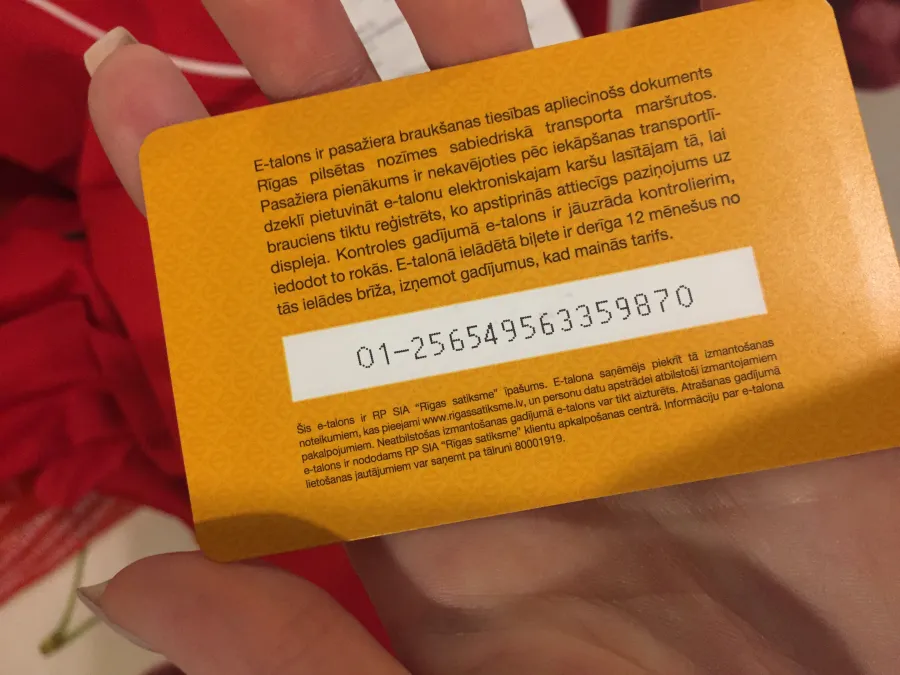 E-talons ir pasažiera braukšanas tiesības apliecinošs dokuments
Rīgas pilsētas nozīmes sabiedriskā transporta maršrutos.
Pasažiera pienākums ir nekavējoties pēc iekāpšanas transportlī-
dzeklī pietuvināt e-talonu elektroniskajam karšu lasītājam tā, lai
brauciens tiktu reģistrēts, ko apstiprinās attiecīgs paziņojums uz
displeja. Kontroles gadījumā e-talons ir jāuzrāda kontrolierim,
iedodot to rokās. E-talonā ielādētā biļete ir derīga 12 mēnešus no
tās ielādes brīža, izņemot gadījumus, kad mainās tarifs.
01-256549563359870
Šis e-talons ir RP SIA “Rīgas satiksme” īpašums. E-talona saņēmējs piekrīt tā izmantošanas
noteikumiem, kas pieejami www.rigassatiksme.lv, un personu datu apstrādei atbilstoši izmantojamiem
pakalpojumiem. Neatbilstošas izmantošanas gadījumā e-talons var tikt aizturēts. Atrašanas gadījumā
e-talons ir nododams RP SIA “Rīgas satiksme” klientu apkalpošanas centrā. Informāciju par e-talona
lietošanas jautājumiem var saņemt pa tālruni 80001919.